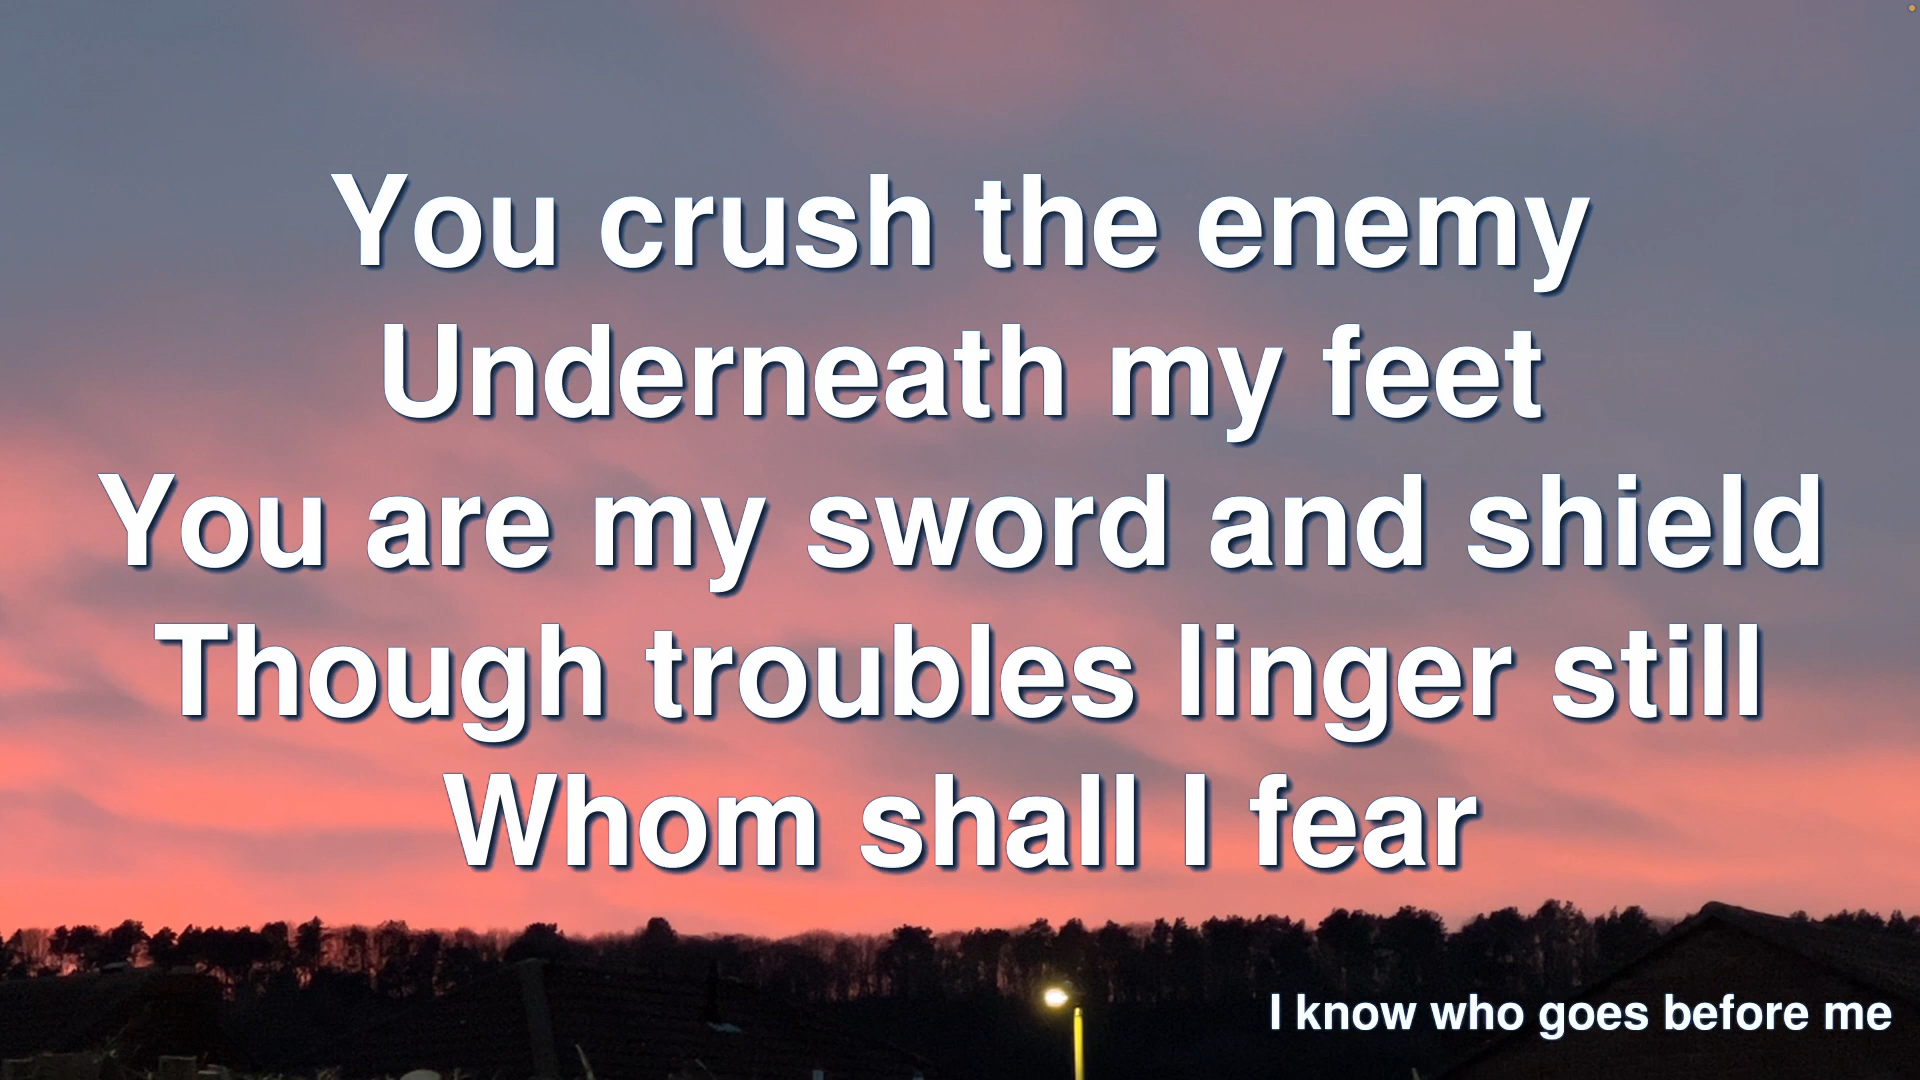 You crush the enemy
Underneath my feet
You are my sword and shield
Though troubles linger still
Whom shall I fear
I know who goes before me